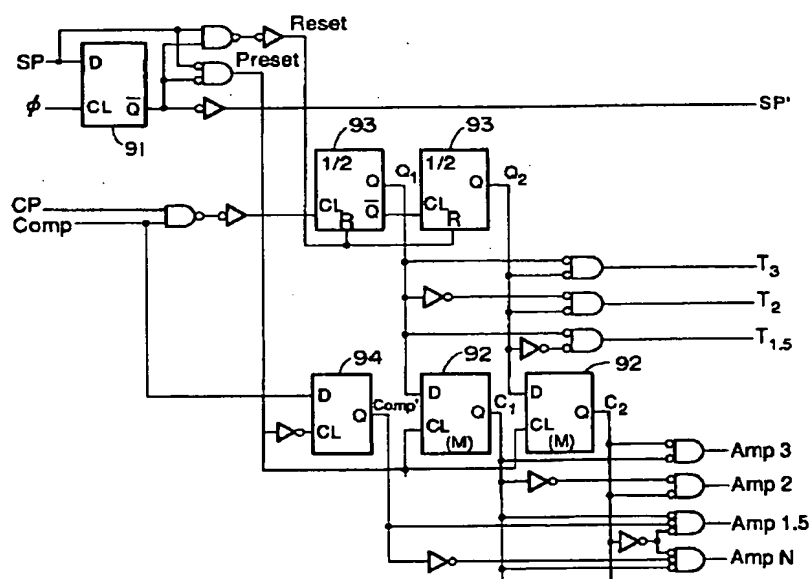 Reset
SP
D
Preset
φ
CL
Q̅
SP'
91
93
93
1/2
Q
Q₁
1/2
Q
Q₂
CP
CL
R
Q̅
CL
R
Comp
T₃
T₂
T₁.₅
94
92
92
D
Q
Comp'
D
Q
C₁
D
Q
C₂
CL
CL
(M)
CL
(M)
Amp 3
Amp 2
Amp 1.5
Amp N